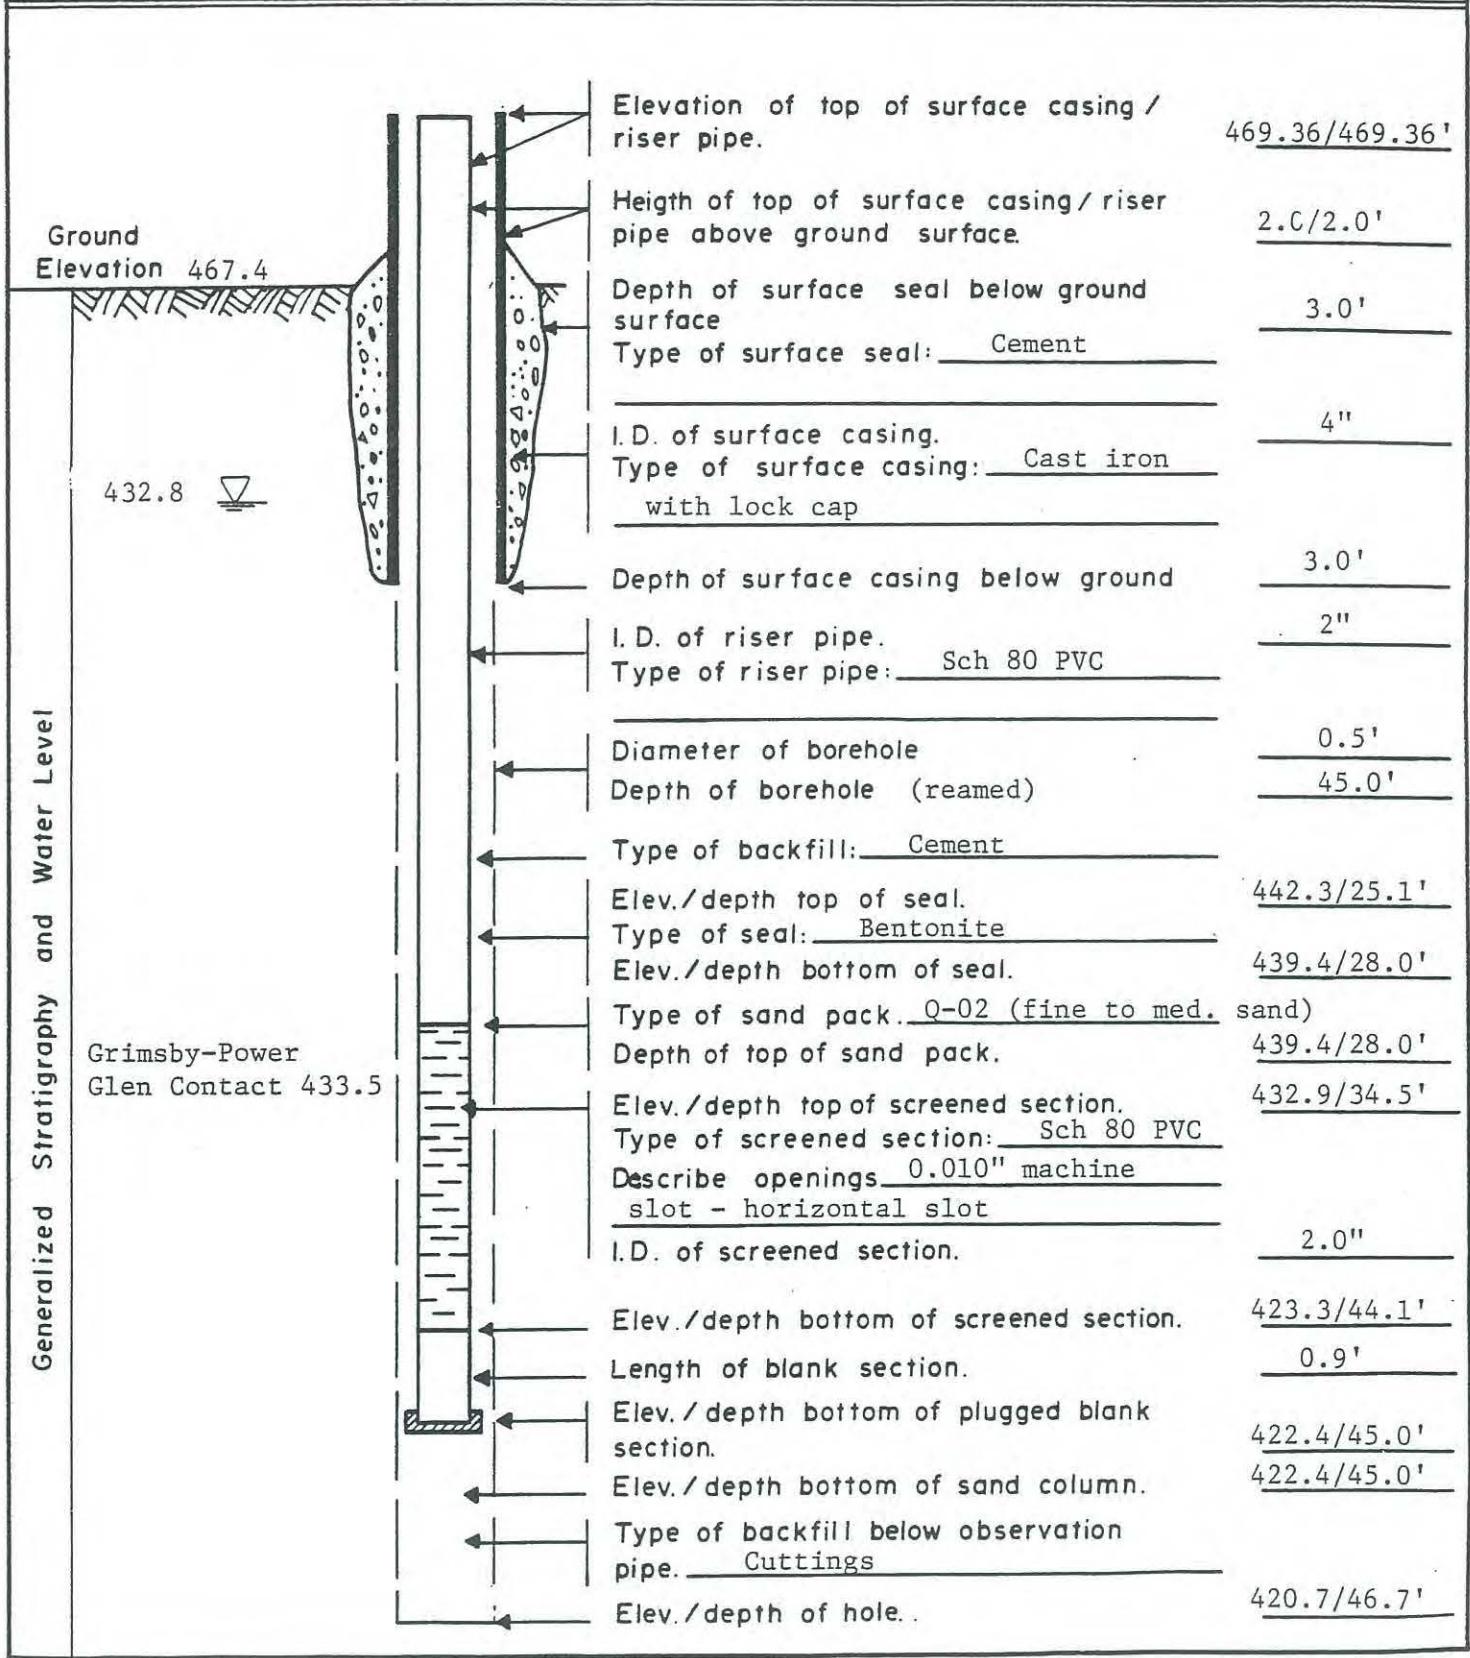 Elevation of top of surface casing /
riser pipe. 469.36/469.36'
Heigth of top of surface casing / riser
pipe above ground surface. 2.0/2.0'
Ground
Elevation 467.4
Depth of surface seal below ground
surface 3.0'
Type of surface seal: Cement
I.D. of surface casing. 4"
Type of surface casing: Cast iron
with lock cap
432.8
Depth of surface casing below ground 3.0'
I.D. of riser pipe. 2"
Type of riser pipe: Sch 80 PVC
Diameter of borehole 0.5'
Depth of borehole (reamed) 45.0'
Type of backfill: Cement
Elev./depth top of seal. 442.3/25.1'
Type of seal: Bentonite
Elev./depth bottom of seal. 439.4/28.0'
Type of sand pack. Q-02 (fine to med. sand)
Depth of top of sand pack. 439.4/28.0'
Grimsby-Power
Glen Contact 433.5
Elev./depth top of screened section. 432.9/34.5'
Type of screened section: Sch 80 PVC
Describe openings 0.010" machine
slot - horizontal slot
I.D. of screened section. 2.0"
Elev./depth bottom of screened section. 423.3/44.1'
Length of blank section. 0.9'
Elev./depth bottom of plugged blank
section. 422.4/45.0'
Elev./depth bottom of sand column. 422.4/45.0'
Type of backfill below observation
pipe. Cuttings
Elev./depth of hole.. 420.7/46.7'
Generalized Stratigraphy and Water Level